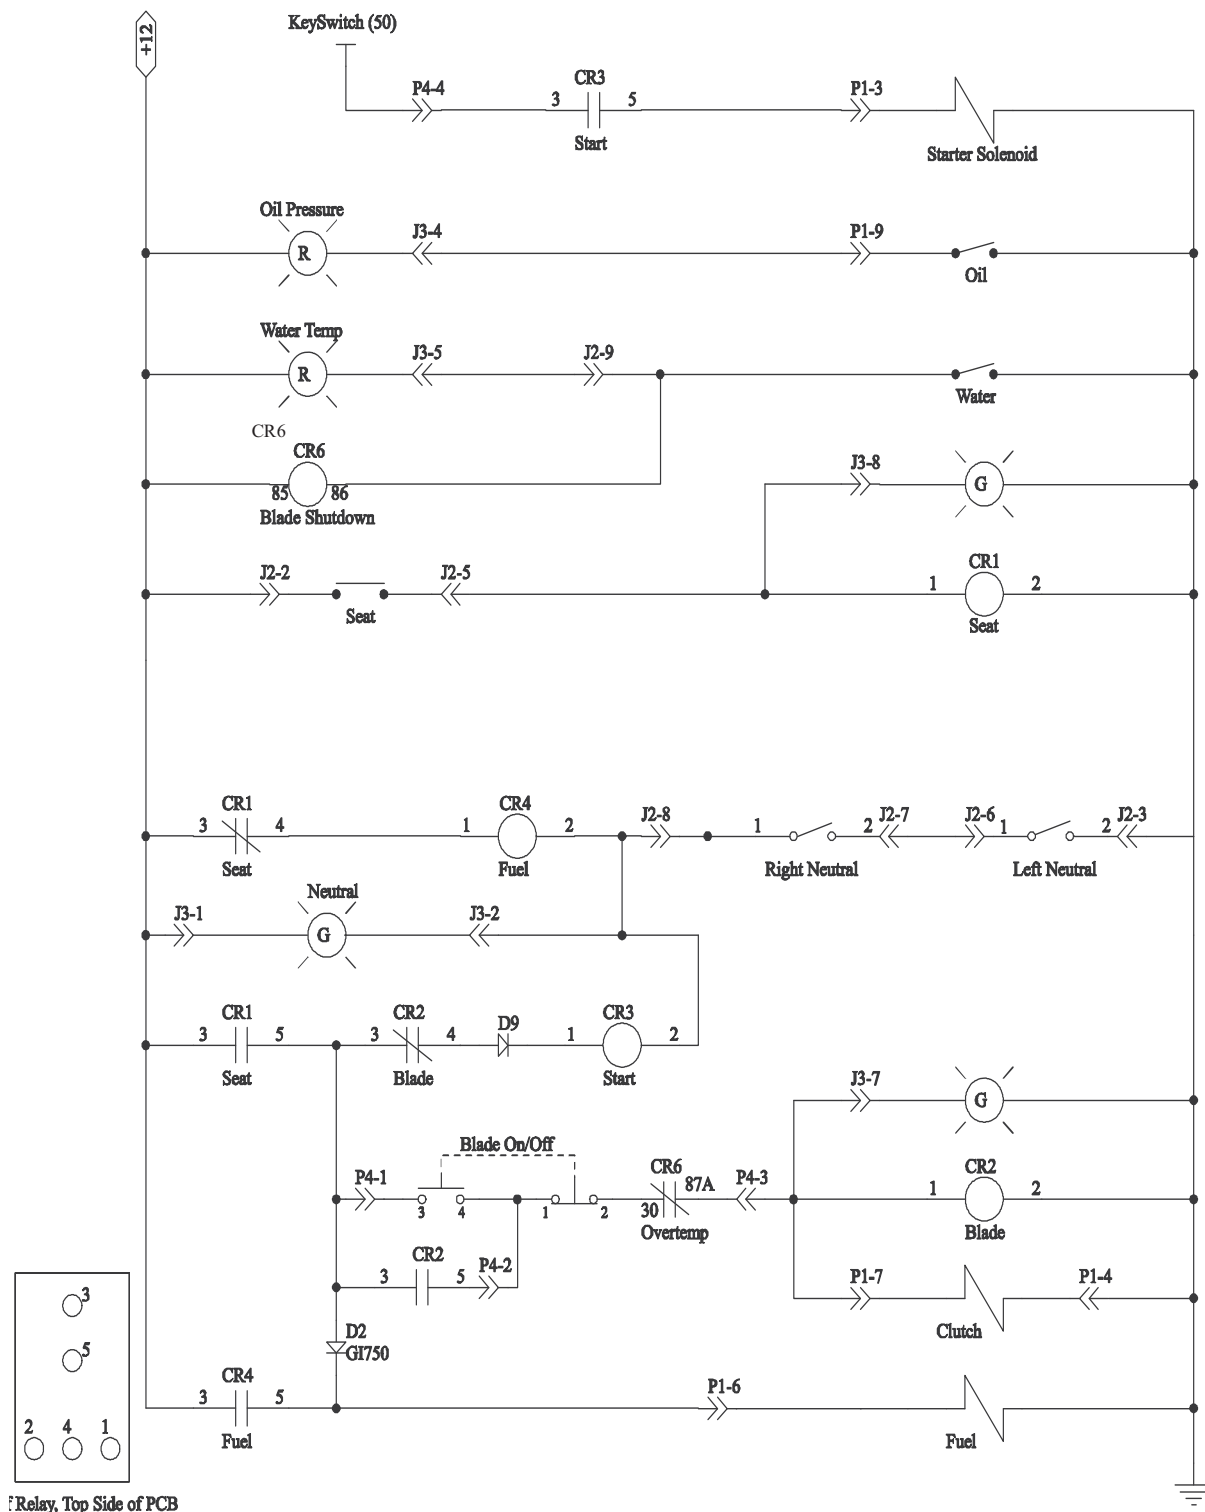 KeySwitch (50)
+12
P4-4
CR3
3
5
Start
P1-3
Starter Solenoid
Oil Pressure
R
J3-4
P1-9
Oil
Water Temp
R
J3-5
J2-9
Water
CR6
CR6
85
86
Blade Shutdown
J3-8
G
J2-2
Seat
J2-5
CR1
1
2
Seat
CR1
3
4
Seat
CR4
1
2
Fuel
J2-8
1
2
Right Neutral
J2-7
J2-6
1
2
Left Neutral
J2-3
Neutral
J3-1
G
J3-2
CR1
3
5
Seat
CR2
3
4
Blade
D9
CR3
1
2
Start
J3-7
G
Blade On/Off
P4-1
3
4
1
2
CR6
87A
30
Overtemp
P4-3
CR2
1
2
Blade
CR2
3
5
P4-2
P1-7
Clutch
P1-4
D2
GI750
CR4
3
5
Fuel
P1-6
Fuel
3
5
2
4
1
f Relay, Top Side of PCB